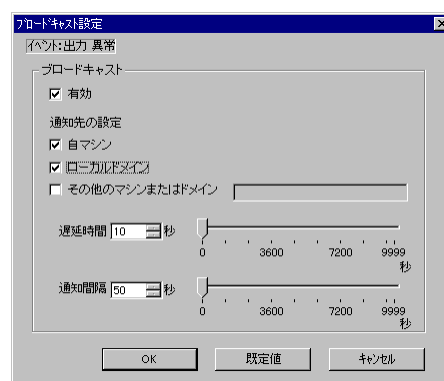 ブロードキャスト設定
イベント:出力 異常
ブロードキャスト
有効
通知先の設定
自マシン
ローカルドメイン
その他のマシンまたはドメイン
遅延時間 10 秒
0 3600 7200 9999
秒
通知間隔 50 秒
0 3600 7200 9999
秒
OK 既定値 キャンセル